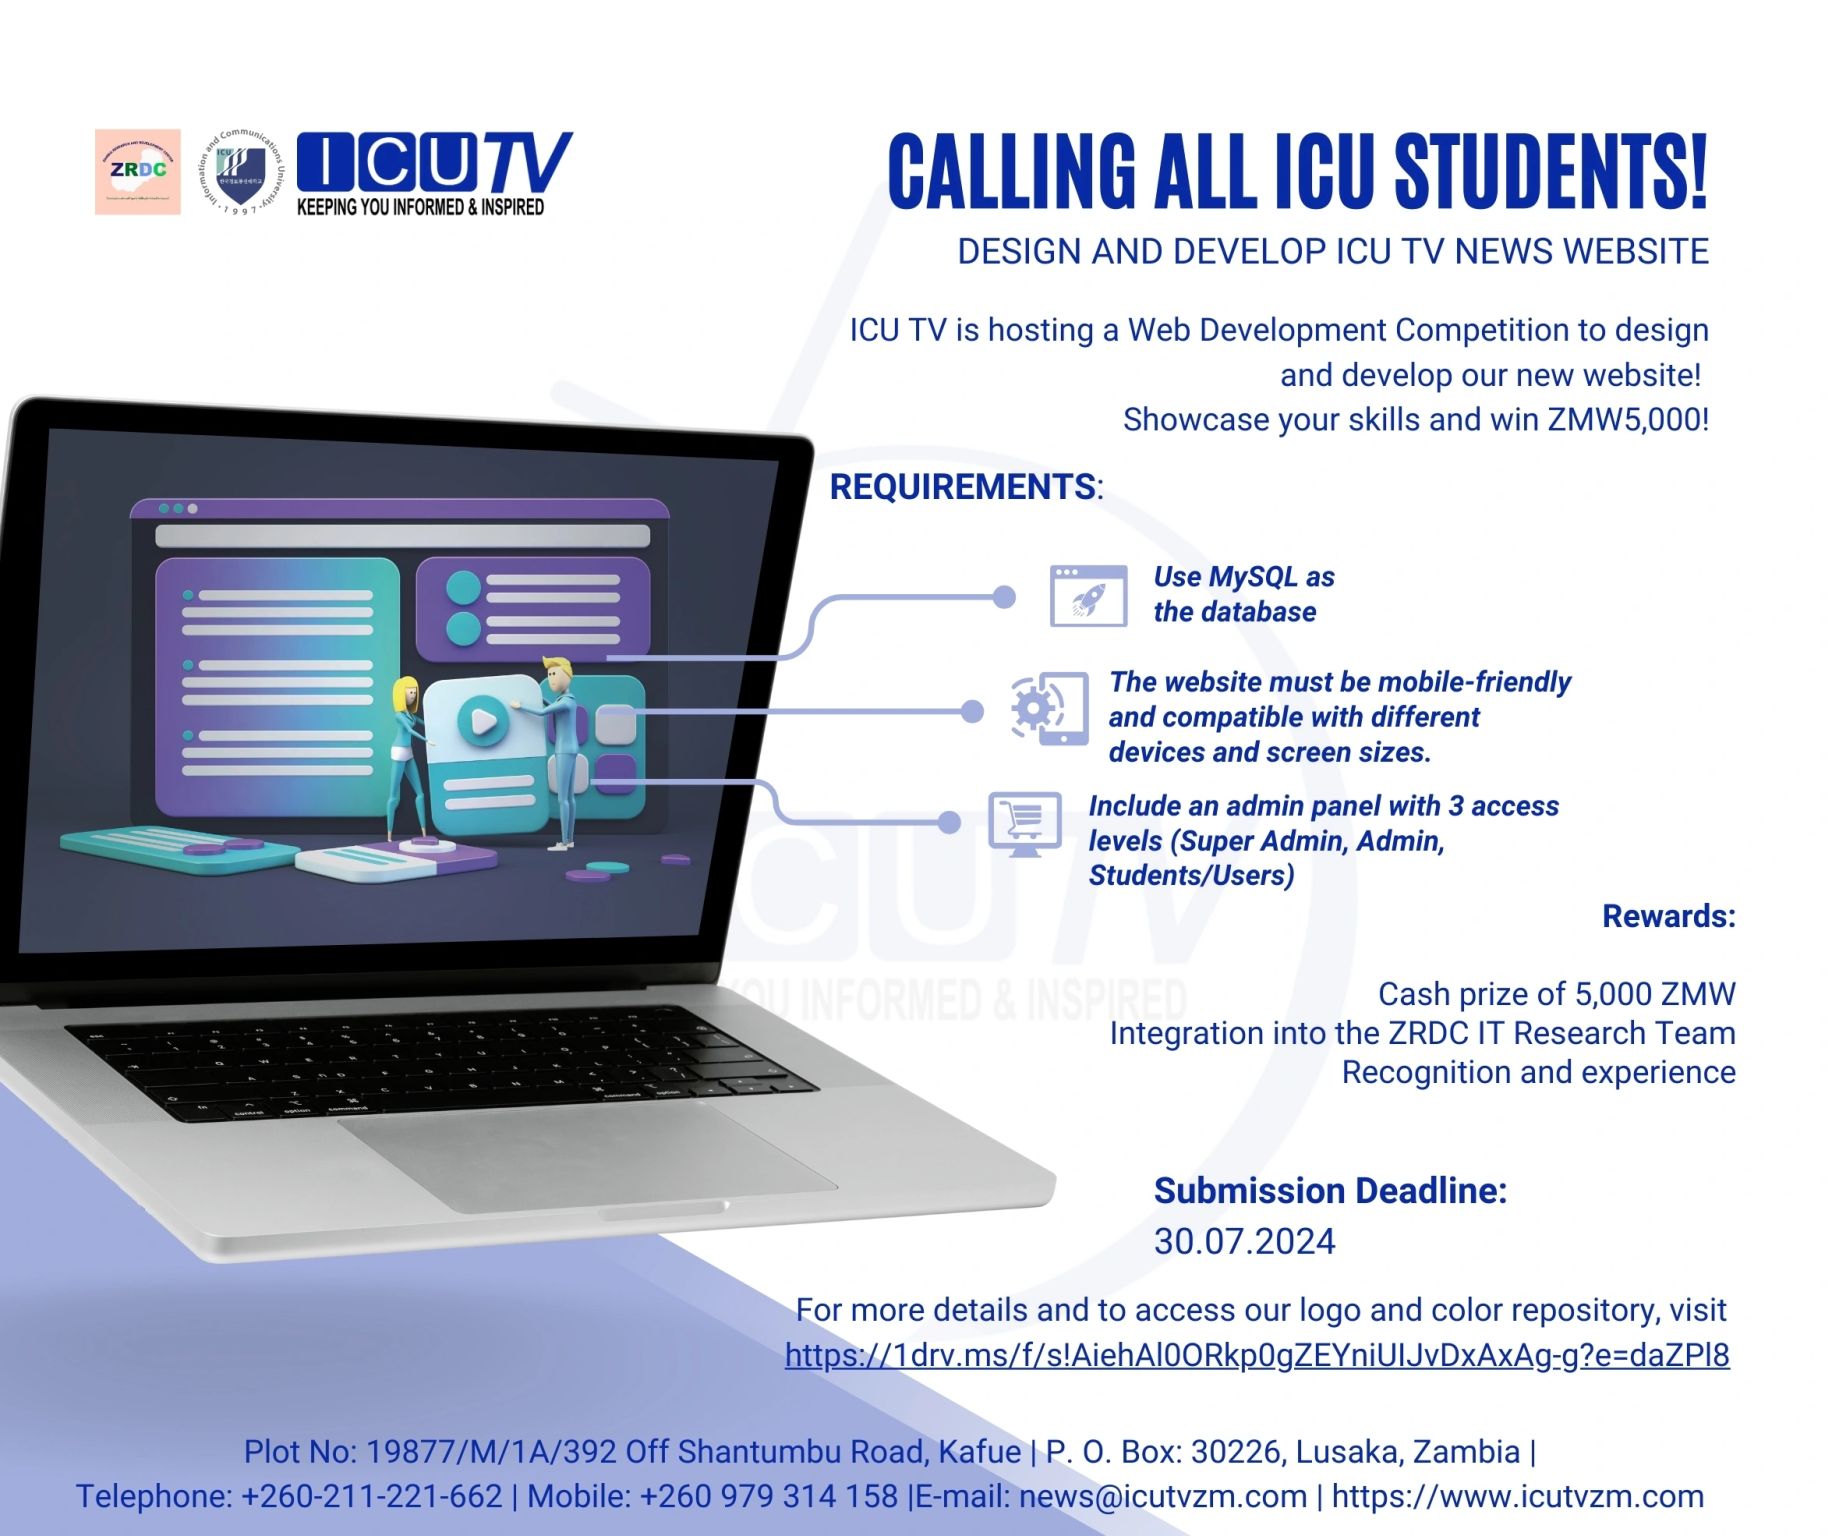 ZRDC
Information and Communications University
ICU
1997
ICU TV
KEEPING YOU INFORMED & INSPIRED
CALLING ALL ICU STUDENTS!
DESIGN AND DEVELOP ICU TV NEWS WEBSITE
ICU TV is hosting a Web Development Competition to design
and develop our new website!
Showcase your skills and win ZMW5,000!
REQUIREMENTS:
Use MySQL as
the database
The website must be mobile-friendly
and compatible with different
devices and screen sizes.
Include an admin panel with 3 access
levels (Super Admin, Admin,
Students/Users)
ICUTV
YOU INFORMED & INSPIRED
Rewards:
Cash prize of 5,000 ZMW
Integration into the ZRDC IT Research Team
Recognition and experience
Submission Deadline:
30.07.2024
For more details and to access our logo and color repository, visit
https://1drv.ms/f/s!AiehAl0ORkp0gZEYniUIJvDxAxAg-g?e=daZPl8
Plot No: 19877/M/1A/392 Off Shantumbu Road, Kafue | P. O. Box: 30226, Lusaka, Zambia |
Telephone: +260-211-221-662 | Mobile: +260 979 314 158 |E-mail: news@icutvzm.com | https://www.icutvzm.com